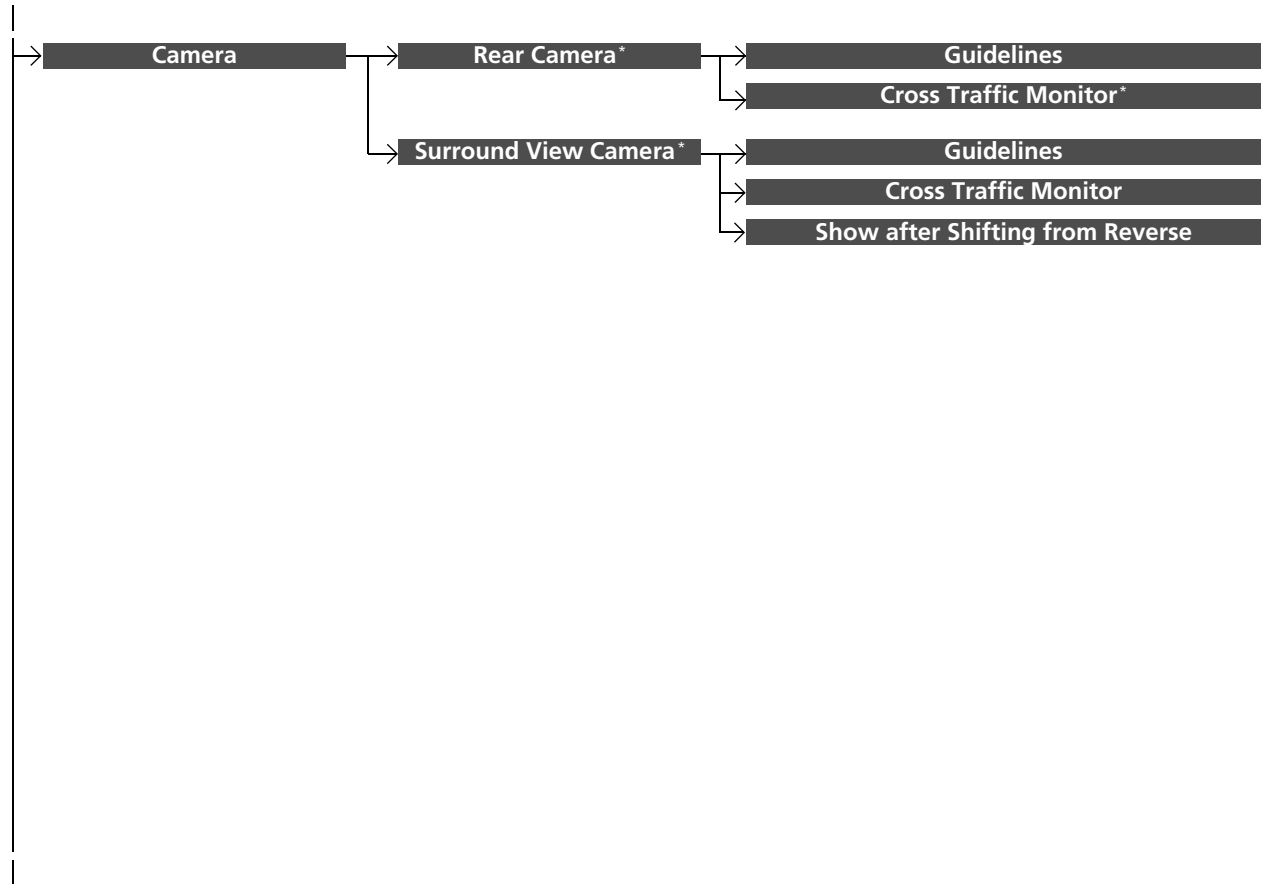 Camera
Rear Camera*
Guidelines
Cross Traffic Monitor*
Surround View Camera*
Guidelines
Cross Traffic Monitor
Show after Shifting from Reverse